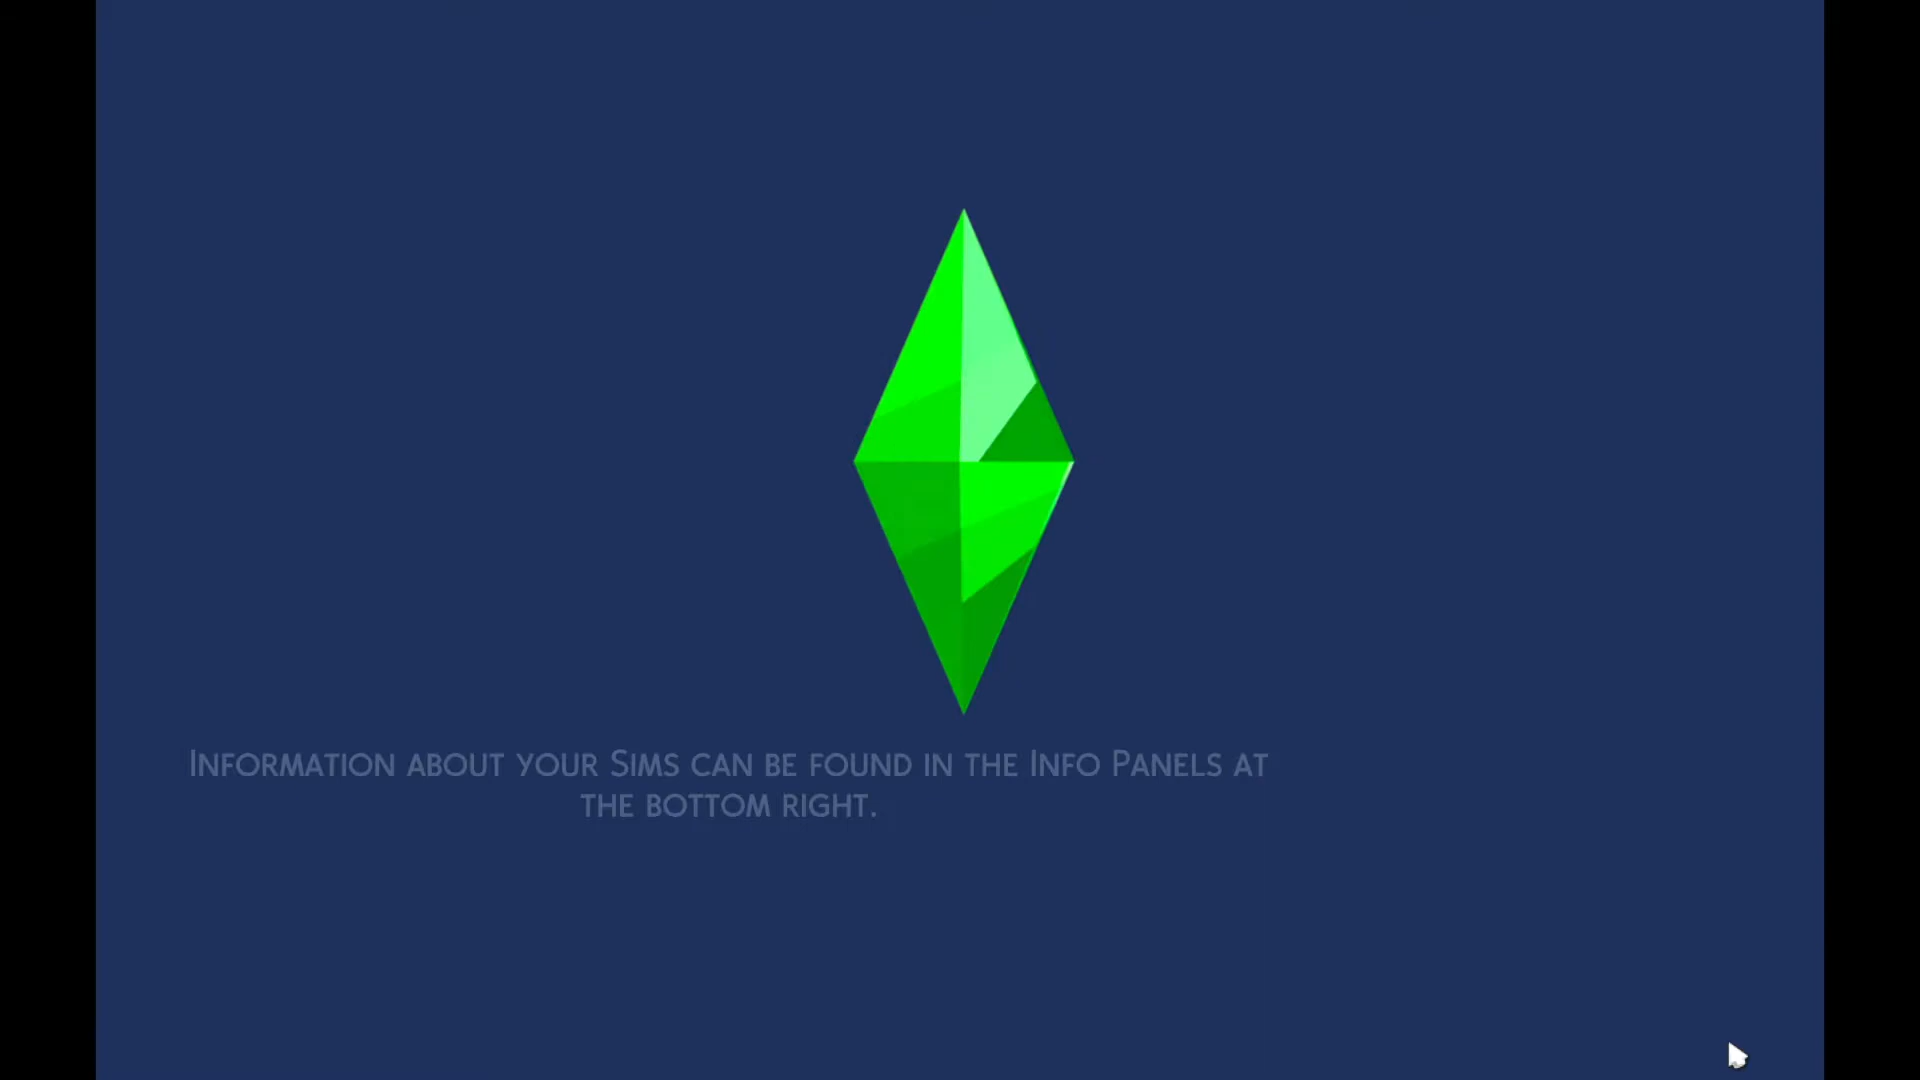 Information about your Sims can be found in the Info Panels at
the bottom right.